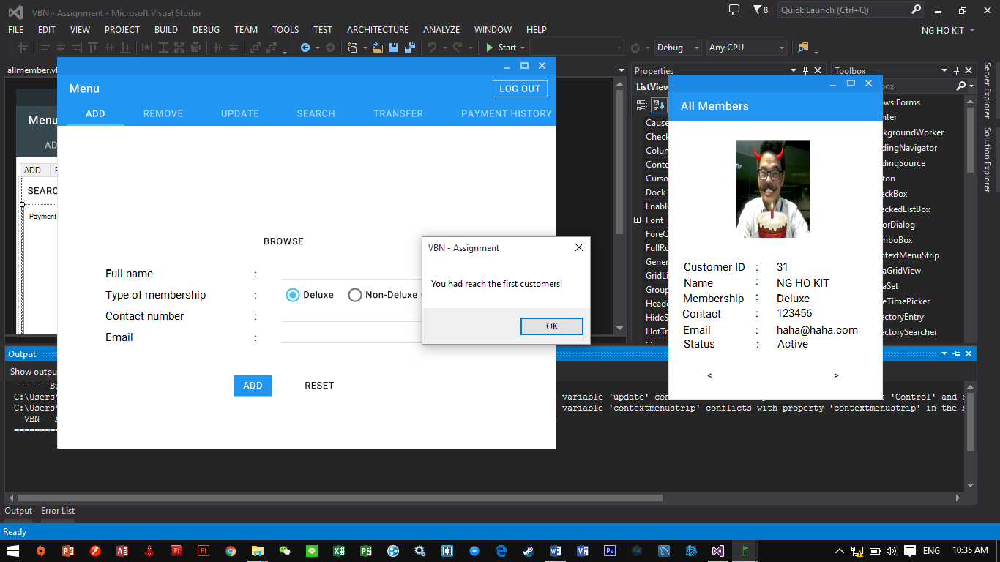 VBN - Assignment - Microsoft Visual Studio
8
Quick Launch (Ctrl+Q)
FILE EDIT VIEW PROJECT BUILD DEBUG TEAM TOOLS TEST ARCHITECTURE ANALYZE WINDOW HELP
NG HO KIT
Start
Debug
Any CPU
allmember.v
Properties
Toolbox
Server Explorer
Solution Explorer
Menu
LOG OUT
ADD REMOVE UPDATE SEARCH TRANSFER PAYMENT HISTORY
Menu
AD
ADD
SEARC
Payment
BROWSE
Full name :
Type of membership : Deluxe Non-Deluxe
Contact number :
Email :
ADD RESET
VBN - Assignment
You had reach the first customers!
OK
ListView
Cause
Check
Colum
Conte
Curso
Dock
Enable
Font
ForeC
FullRo
Gener
GridLi
Group
Heade
HideS
HotTra
All Members
Customer ID : 31
Name : NG HO KIT
Membership : Deluxe
Contact : 123456
Email : haha@haha.com
Status : Active
< >
box
ows Forms
nter
kgroundWorker
dingNavigator
dingSource
ton
eckBox
eckedListBox
orDialog
mboBox
ntextMenuStrip
aGridView
aSet
eTimePicker
ectoryEntry
ectorySearcher
Output
Show outpu
------ Bu
C:\Users\ variable 'update' con 'Control' and s
C:\Users\ variable 'contextmenustrip' conflicts with property 'contextmenustrip' in the b
VBN - A
=========
Output Error List
Ready
ENG
10:35 AM